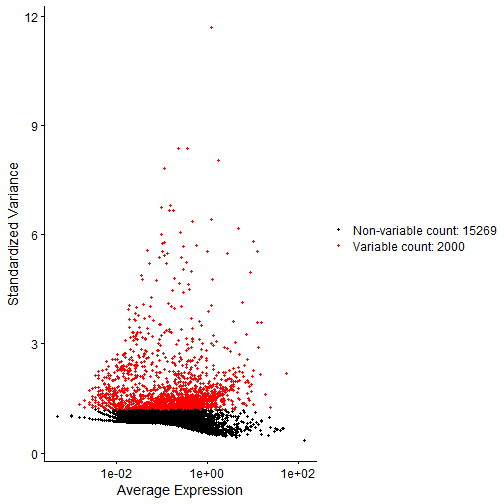 12
9
6
3
0
Standardized Variance
1e-02
1e+00
1e+02
Average Expression
Non-variable count: 15269
Variable count: 2000